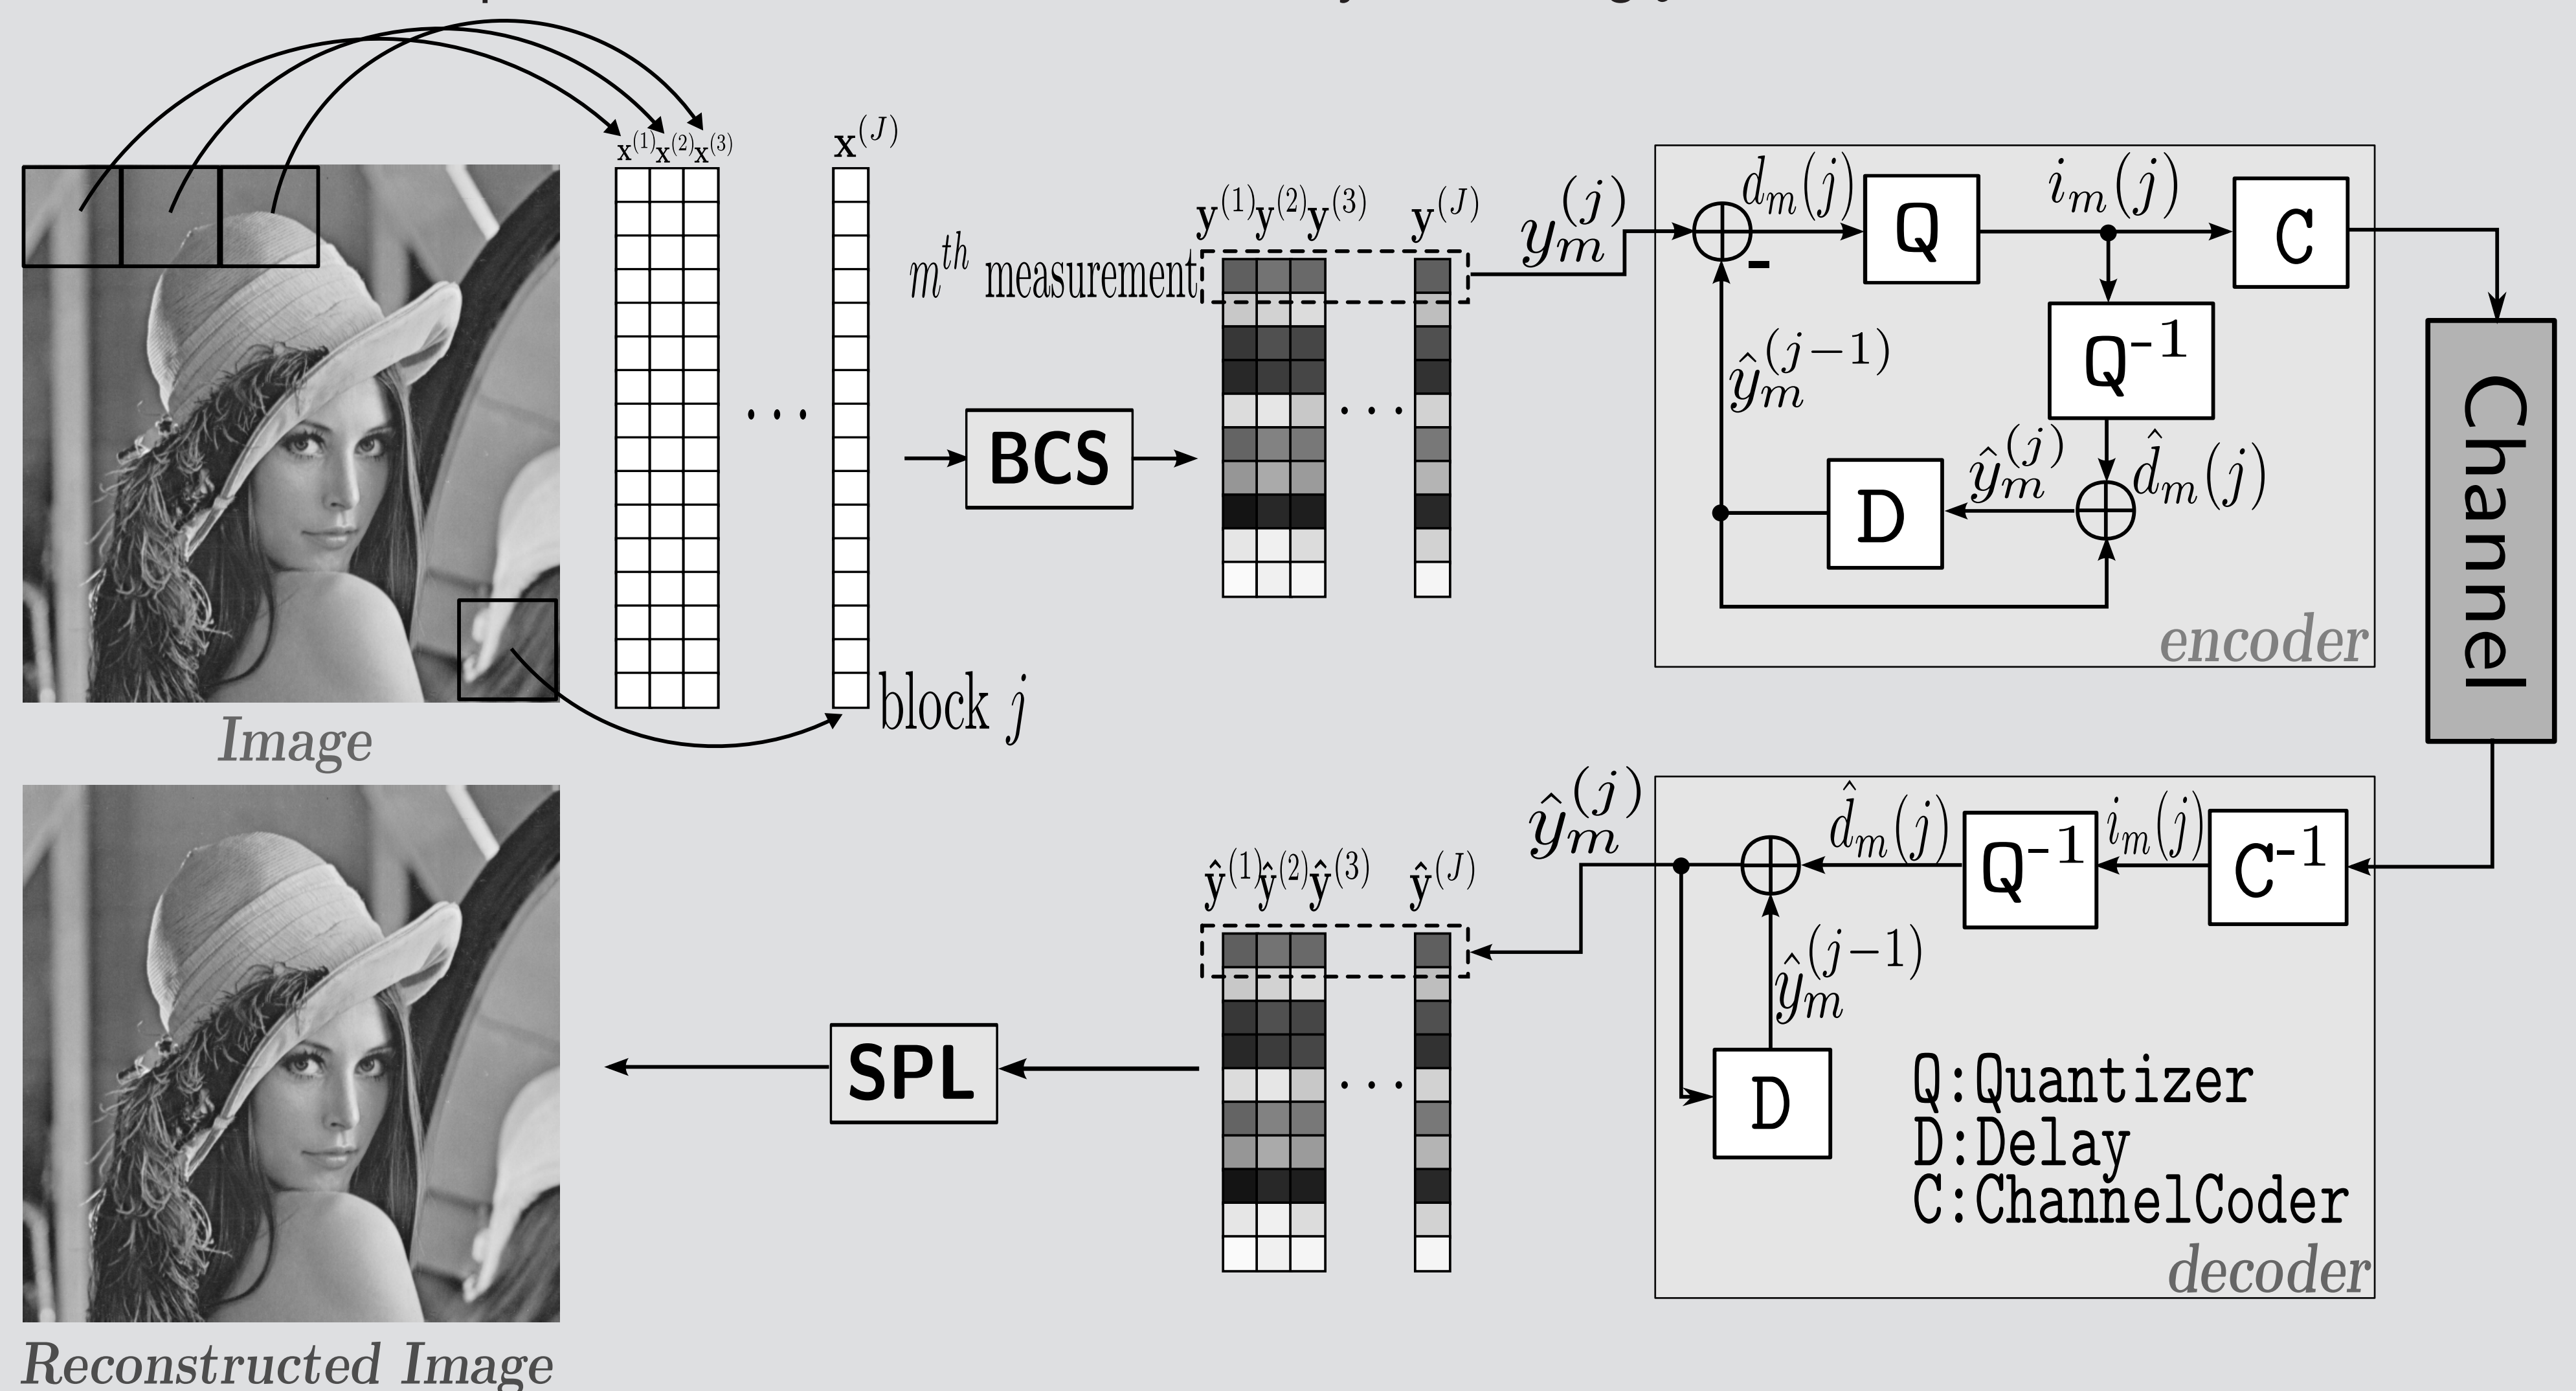 x^(1) x^(2) x^(3) x^(J)
m^th measurement
y^(1) y^(2) y^(3) y^(J)
y_m^(j)
d_m(j)
Q
i_m(j)
C
-
ŷ_m^(j−1)
Q^-1
BCS
...
...
D
ŷ_m^(j)
d̂_m(j)
encoder
Channel
block j
Image
ŷ_m^(j)
d̂_m(j)
Q^-1
i_m(j)
C^-1
ŷ^(1) ŷ^(2) ŷ^(3) ŷ^(J)
ŷ_m^(j−1)
SPL
...
D
Q:Quantizer
D:Delay
C:ChannelCoder
decoder
Reconstructed Image